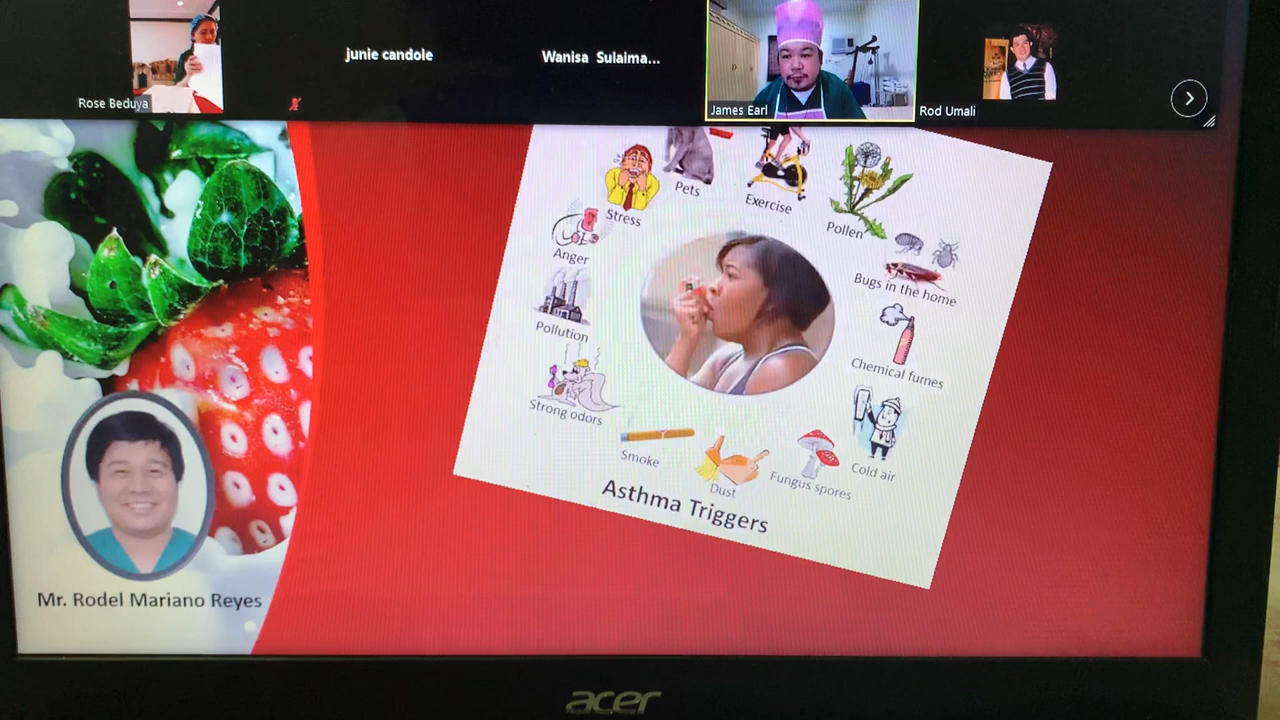 junie candole
Wanisa Sulaima...
Rose Beduya
James Earl
Rod Umali
Pets
Exercise
Stress
Pollen
Anger
Bugs in the home
Pollution
Chemical fumes
Strong odors
Smoke
Dust
Fungus spores
Cold air
Asthma Triggers
Mr. Rodel Mariano Reyes
acer